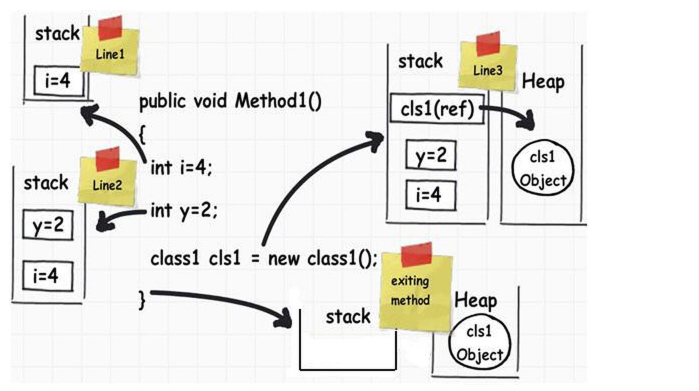 stack
Line1
i=4
public void Method1()
{
int i=4;
int y=2;
class1 cls1 = new class1();
}
stack
Line2
y=2
i=4
stack
Line3
Heap
cls1(ref)
y=2
i=4
cls1
Object
exiting
method
stack
Heap
cls1
Object